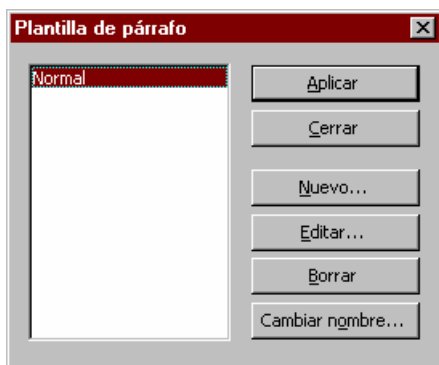 Plantilla de párrafo
Normal
Aplicar
Cerrar
Nuevo...
Editar...
Borrar
Cambiar nombre...